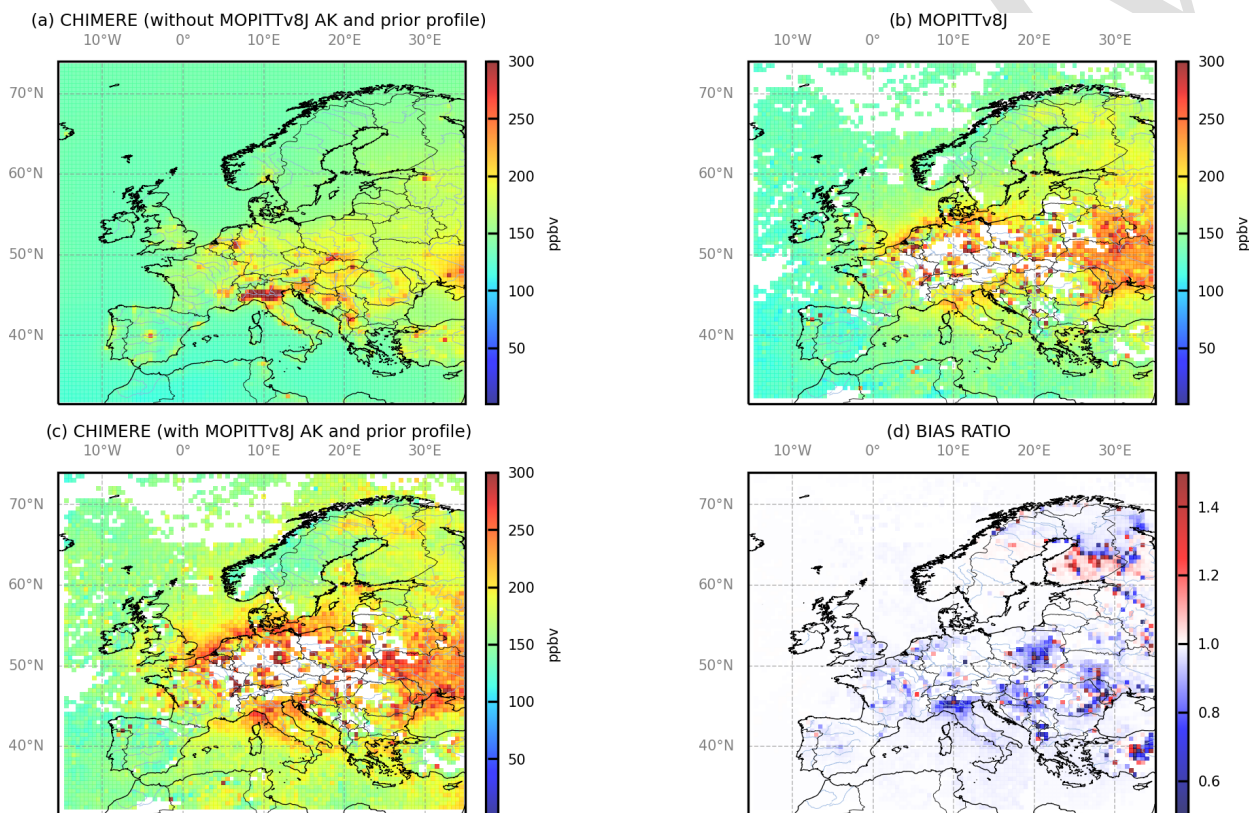 (a) CHIMERE (without MOPITTv8J AK and prior profile)
10°W 0° 10°E 20°E 30°E
70°N
60°N
50°N
40°N
300
250
200
150
100
50
ppbv
(b) MOPITTv8J
10°W 0° 10°E 20°E 30°E
70°N
60°N
50°N
40°N
300
250
200
150
100
50
ppbv
(c) CHIMERE (with MOPITTv8J AK and prior profile)
10°W 0° 10°E 20°E 30°E
70°N
60°N
50°N
40°N
300
250
200
150
100
50
ppbv
(d) BIAS RATIO
10°W 0° 10°E 20°E 30°E
70°N
60°N
50°N
40°N
1.4
1.2
1.0
0.8
0.6